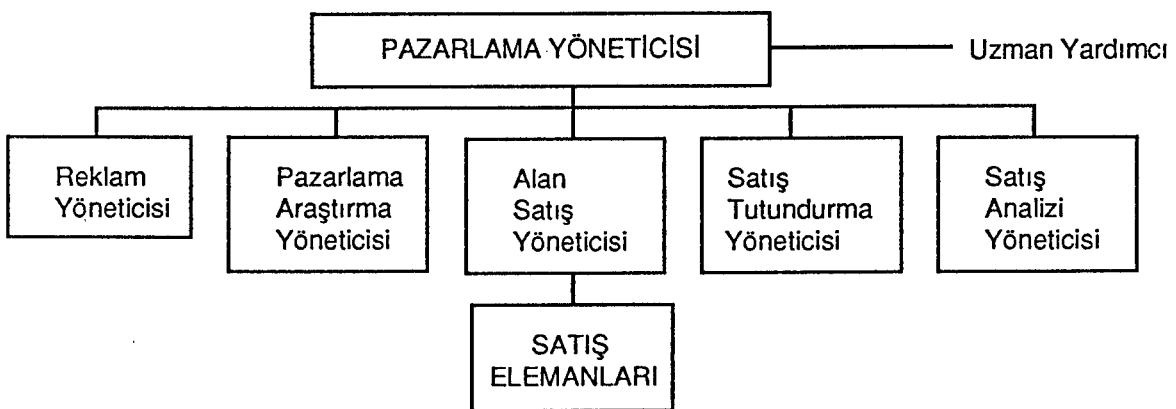 PAZARLAMA YÖNETİCİSİ
Uzman Yardımcı
Reklam
Yöneticisi
Pazarlama
Araştırma
Yöneticisi
Alan
Satış
Yöneticisi
Satış
Tutundurma
Yöneticisi
Satış
Analizi
Yöneticisi
SATIŞ
ELEMANLARI